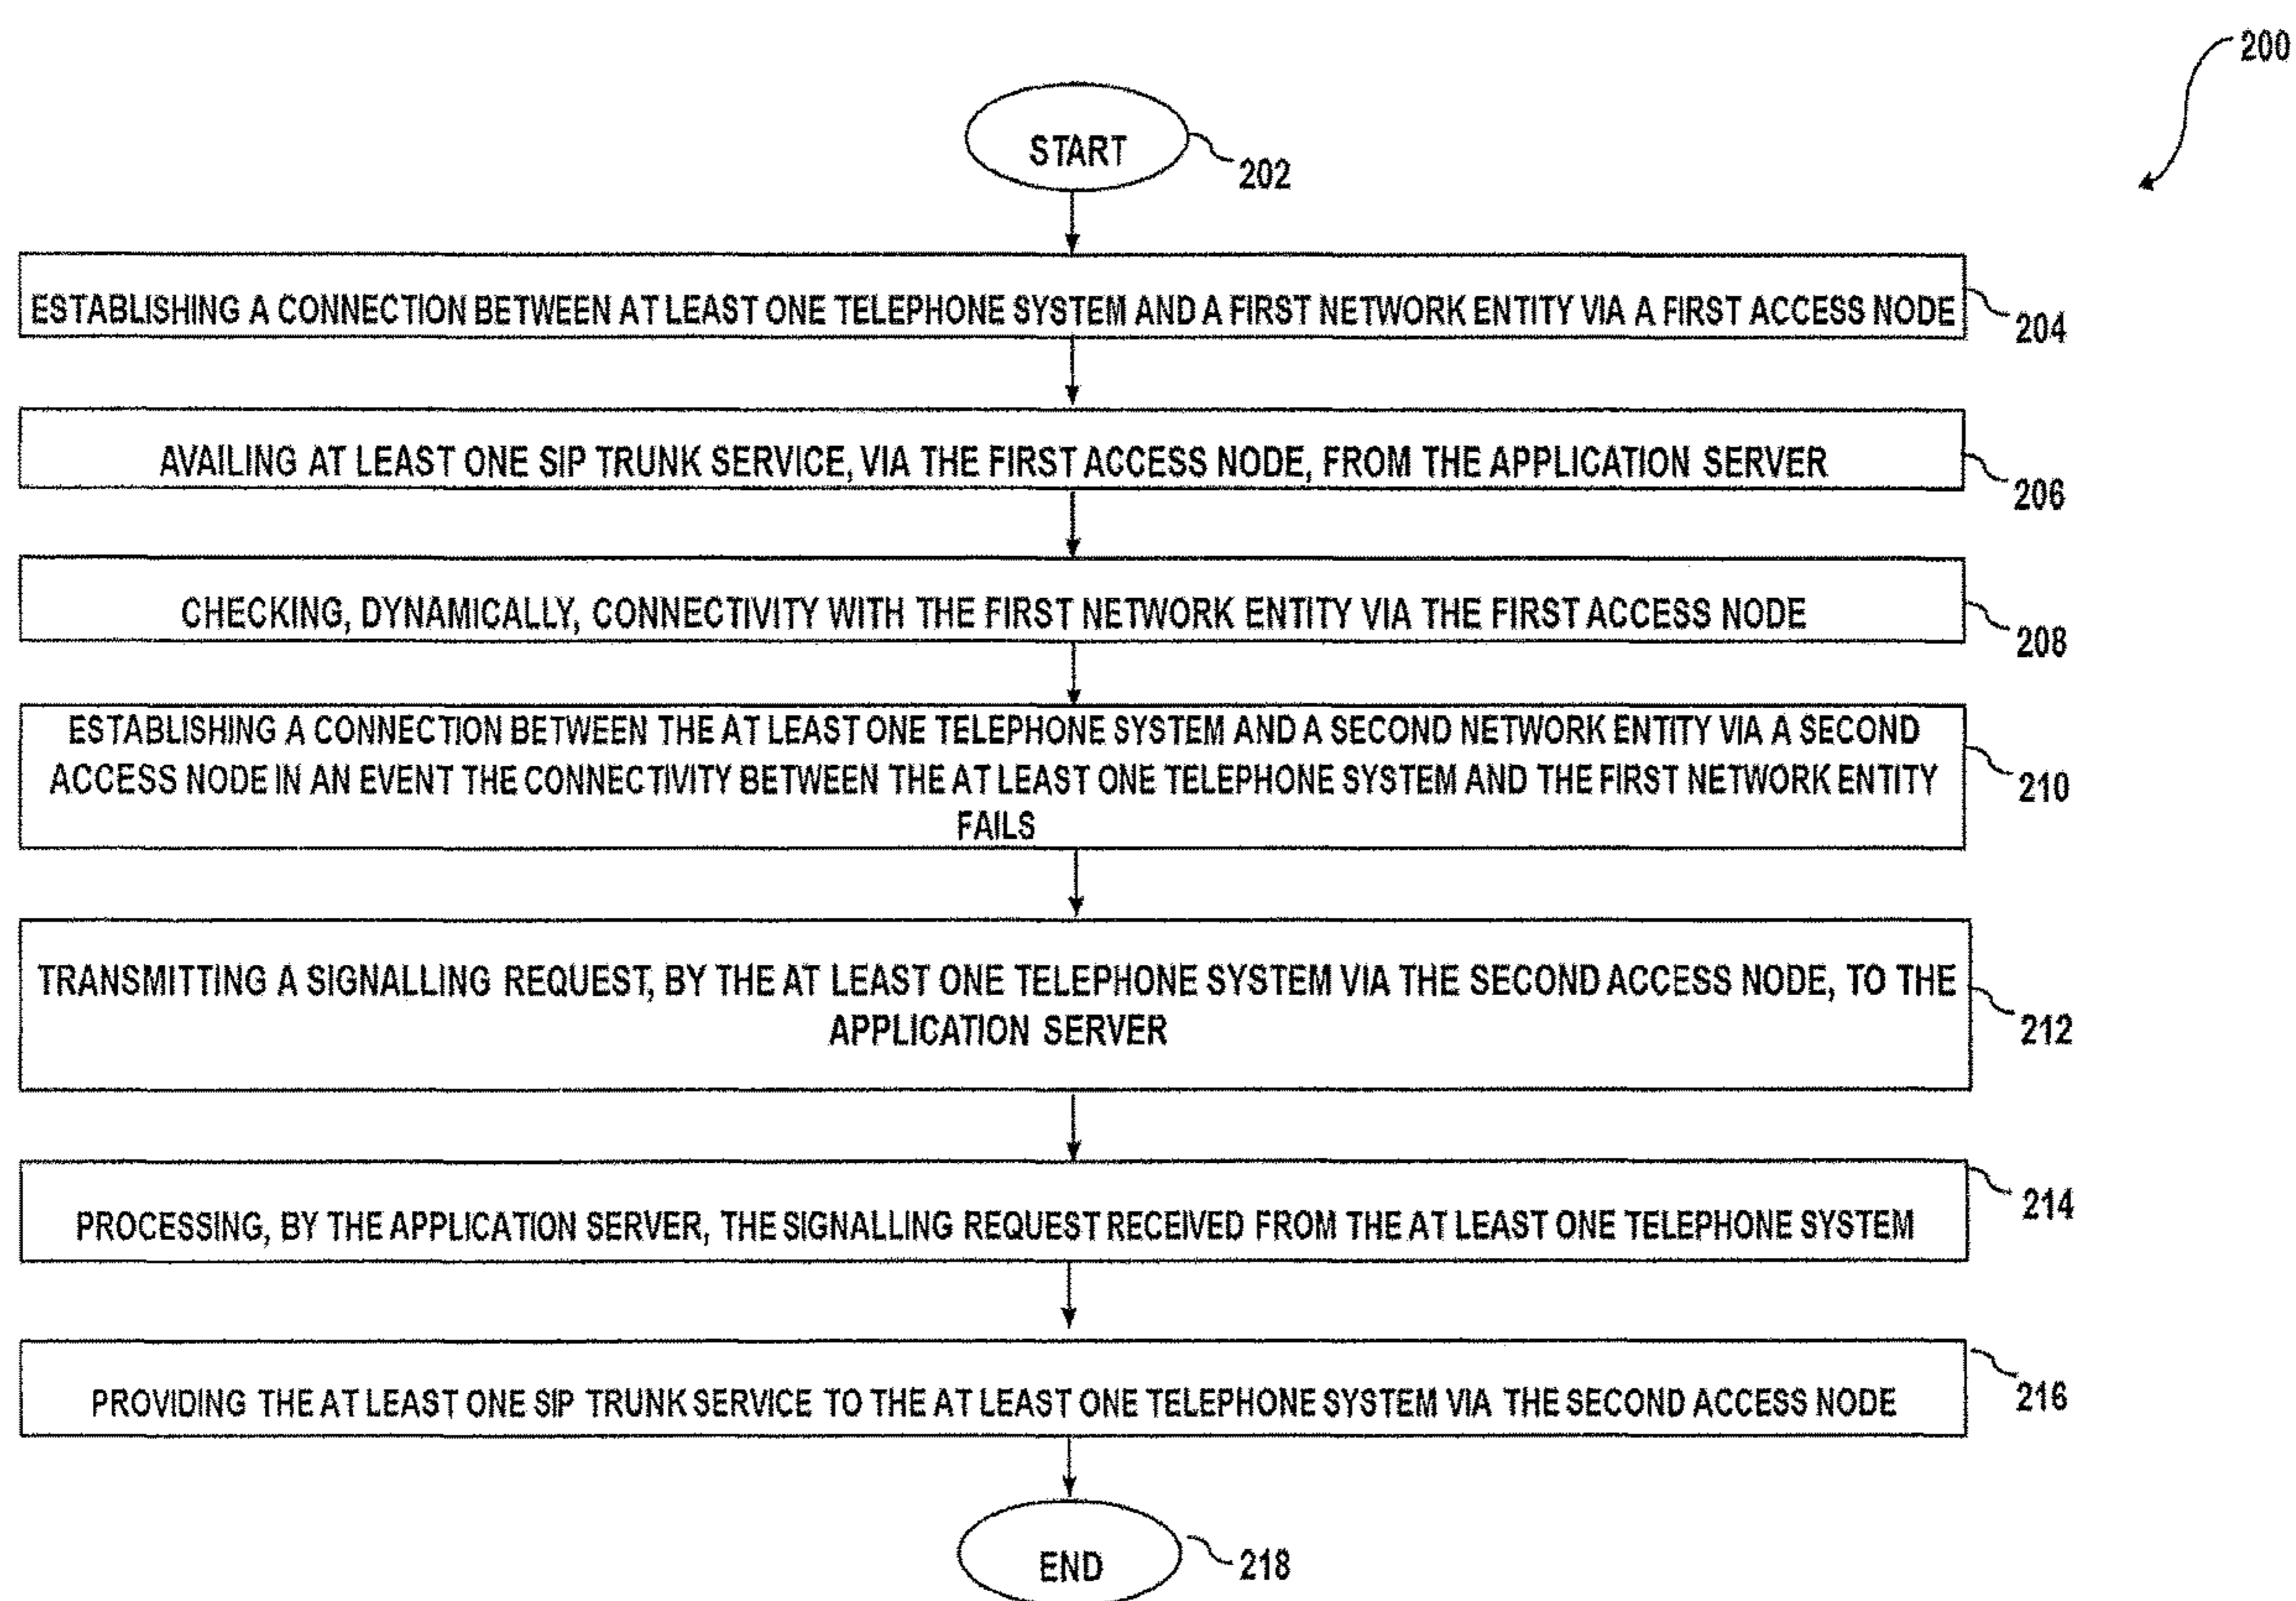 200
START
202
ESTABLISHING A CONNECTION BETWEEN AT LEAST ONE TELEPHONE SYSTEM AND A FIRST NETWORK ENTITY VIA A FIRST ACCESS NODE
204
AVAILING AT LEAST ONE SIP TRUNK SERVICE, VIA THE FIRST ACCESS NODE, FROM THE APPLICATION SERVER
206
CHECKING, DYNAMICALLY, CONNECTIVITY WITH THE FIRST NETWORK ENTITY VIA THE FIRST ACCESS NODE
208
ESTABLISHING A CONNECTION BETWEEN THE AT LEAST ONE TELEPHONE SYSTEM AND A SECOND NETWORK ENTITY VIA A SECOND
ACCESS NODE IN AN EVENT THE CONNECTIVITY BETWEEN THE AT LEAST ONE TELEPHONE SYSTEM AND THE FIRST NETWORK ENTITY
FAILS
210
TRANSMITTING A SIGNALLING REQUEST, BY THE AT LEAST ONE TELEPHONE SYSTEM VIA THE SECOND ACCESS NODE, TO THE
APPLICATION SERVER
212
PROCESSING, BY THE APPLICATION SERVER, THE SIGNALLING REQUEST RECEIVED FROM THE AT LEAST ONE TELEPHONE SYSTEM
214
PROVIDING THE AT LEAST ONE SIP TRUNK SERVICE TO THE AT LEAST ONE TELEPHONE SYSTEM VIA THE SECOND ACCESS NODE
216
END
218